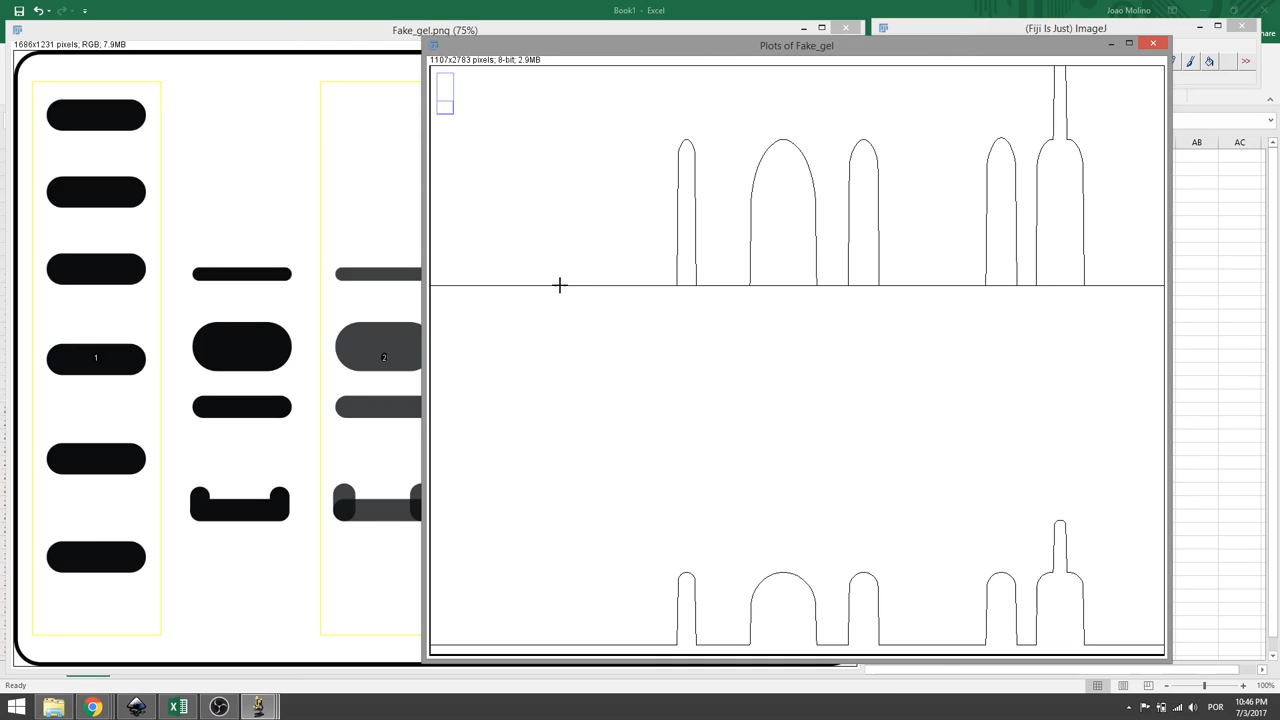 Book1 - Excel
Joao Molino
Fake_gel.png (75%)
1686x1231 pixels; RGB; 7.9MB
(Fiji Is Just) ImageJ
Share
>>
Plots of Fake_gel
1107x2783 pixels; 8-bit; 2.9MB
AB
AC
1
2
Ready
100%
POR
10:46 PM
7/3/2017